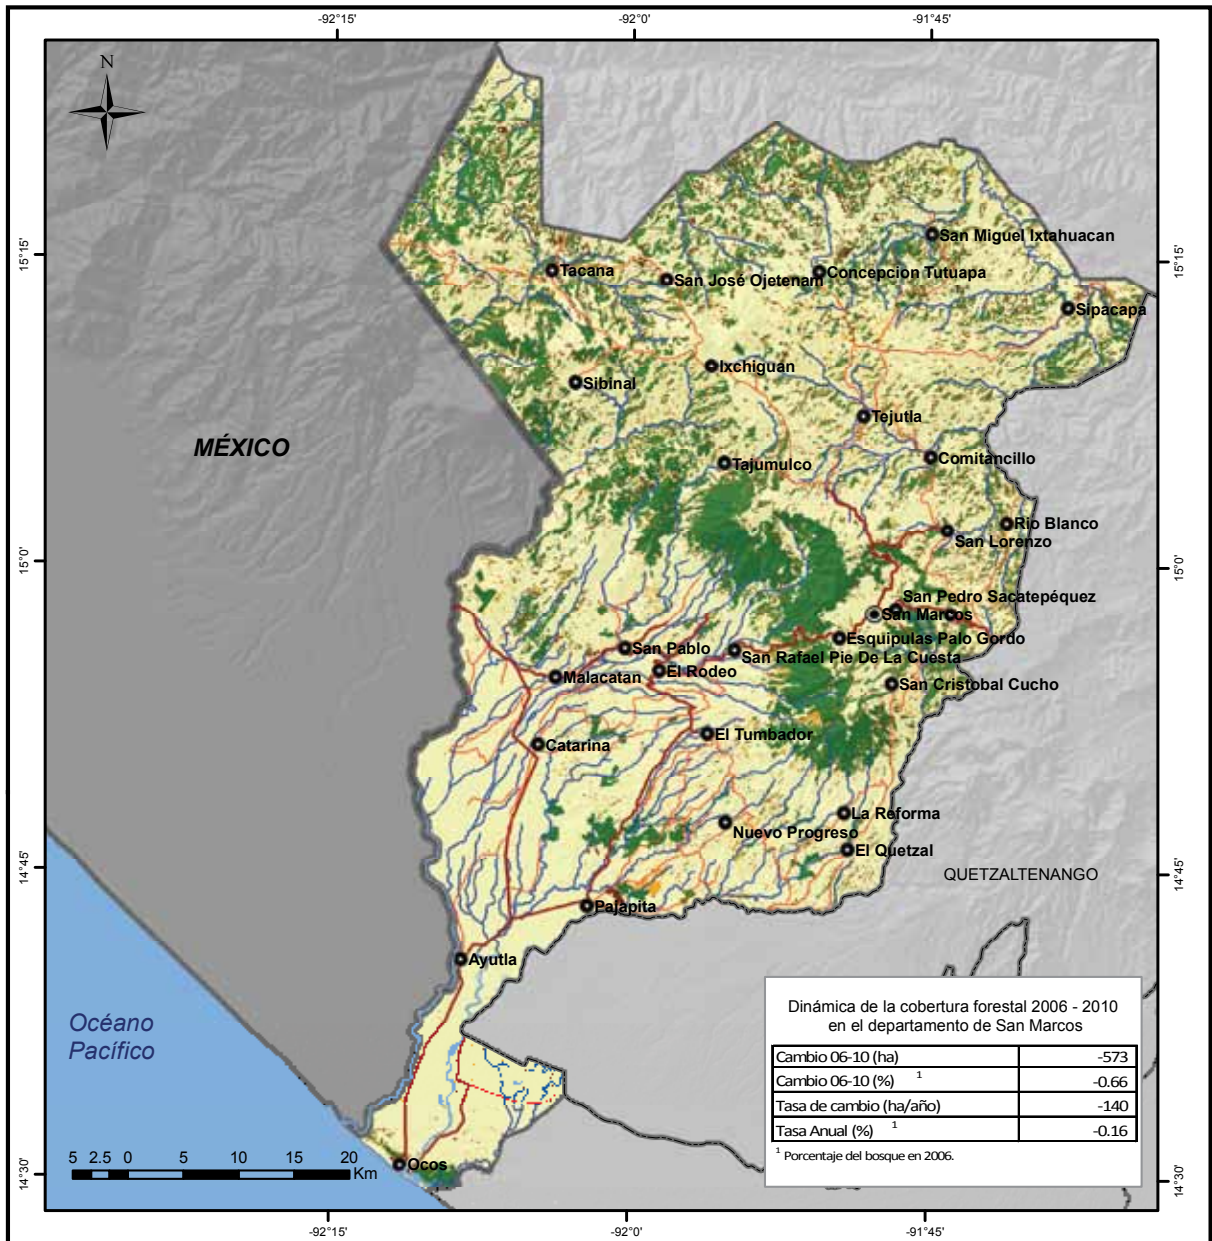 -92°15'
-92°0'
-91°45'
N
15°15'
15°15'
San Miguel Ixtahuacan
Tacana
San José Ojetenam
Concepcion Tutuapa
Sipacapa
Ixchiguan
Sibinal
Tejutla
MÉXICO
Tajumulco
Comitancillo
Rio Blanco
San Lorenzo
15°0'
15°0'
San Pedro Sacatepéquez
San Marcos
Esquipulas Palo Gordo
San Pablo
San Rafael Pie De La Cuesta
El Rodeo
Malacatan
San Cristobal Cucho
El Tumbador
Catarina
La Reforma
Nuevo Progreso
El Quetzal
14°45'
14°45'
QUETZALTENANGO
Pajapita
Ayutla
Océano
Pacífico
Dinámica de la cobertura forestal 2006 - 2010
en el departamento de San Marcos
Cambio 06-10 (ha) -573
Cambio 06-10 (%) 1 -0.66
Tasa de cambio (ha/año) -140
Tasa Anual (%) 1 -0.16
1 Porcentaje del bosque en 2006.
Ocos
5 2.5 0 5 10 15 20
Km
14°30'
14°30'
-92°15'
-92°0'
-91°45'